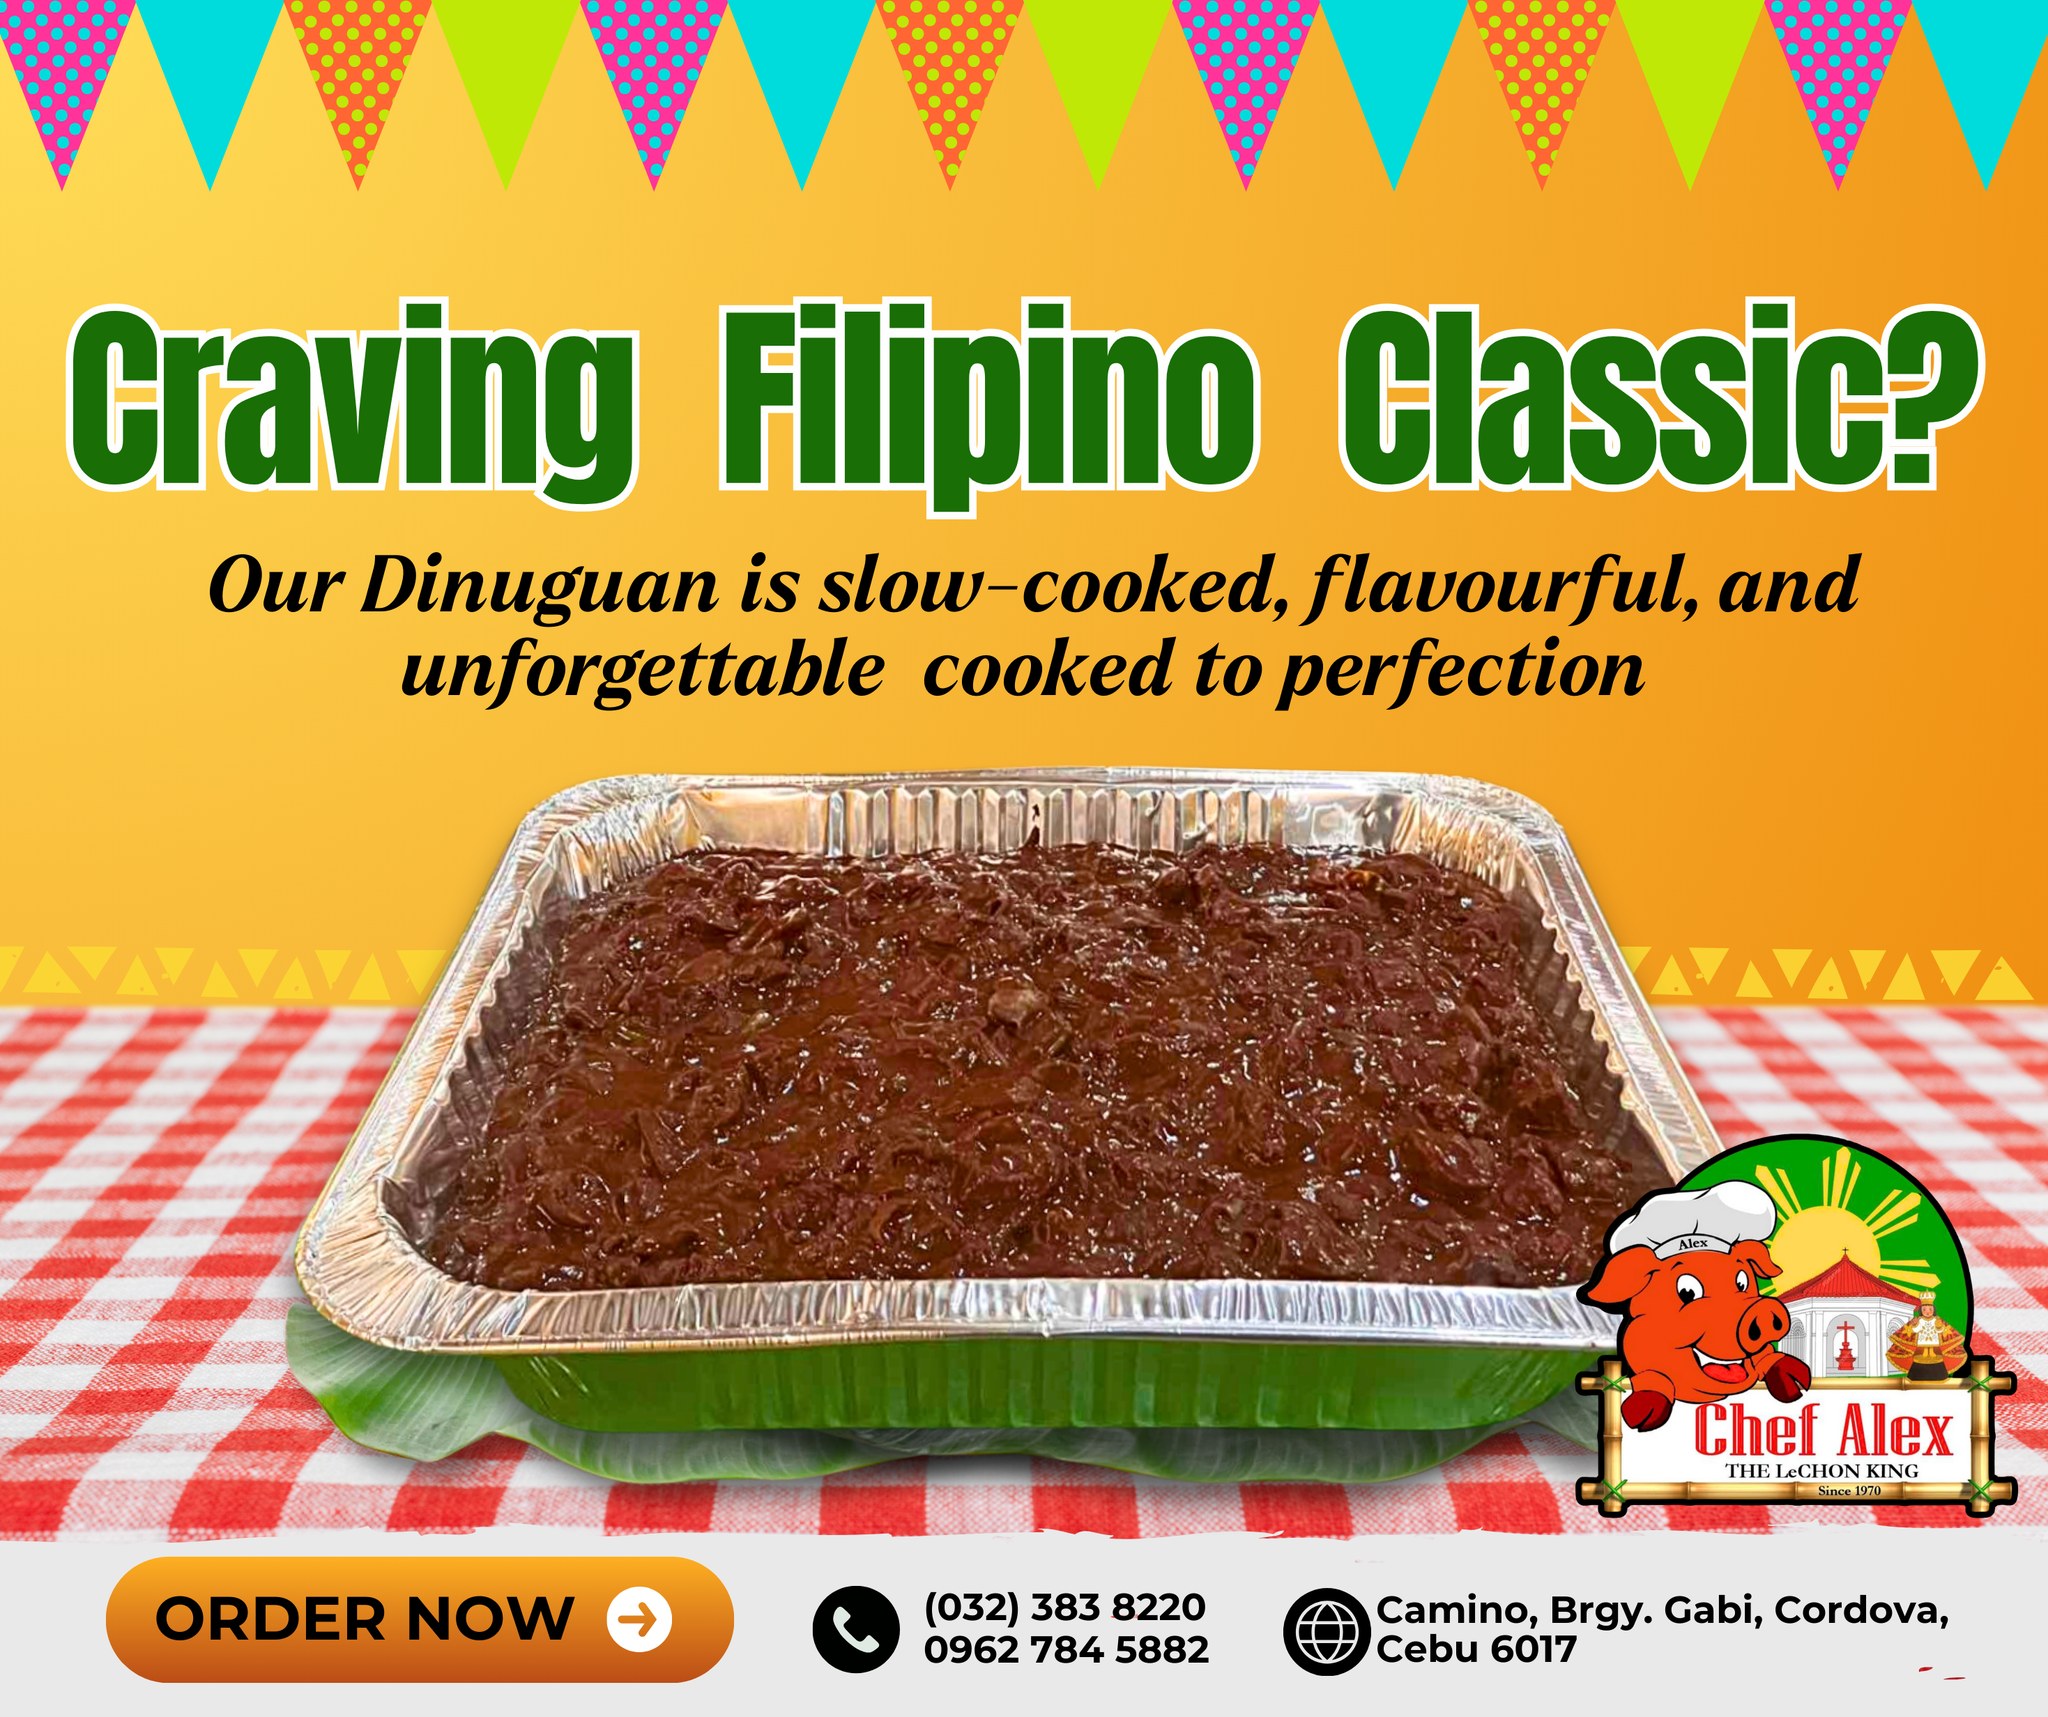 Craving Filipino Classic?
Our Dinuguan is slow-cooked, flavourful, and
unforgettable cooked to perfection
Alex
Chef Alex
THE LeCHON KING
Since 1970
ORDER NOW
(032) 383 8220
0962 784 5882
Camino, Brgy. Gabi, Cordova,
Cebu 6017